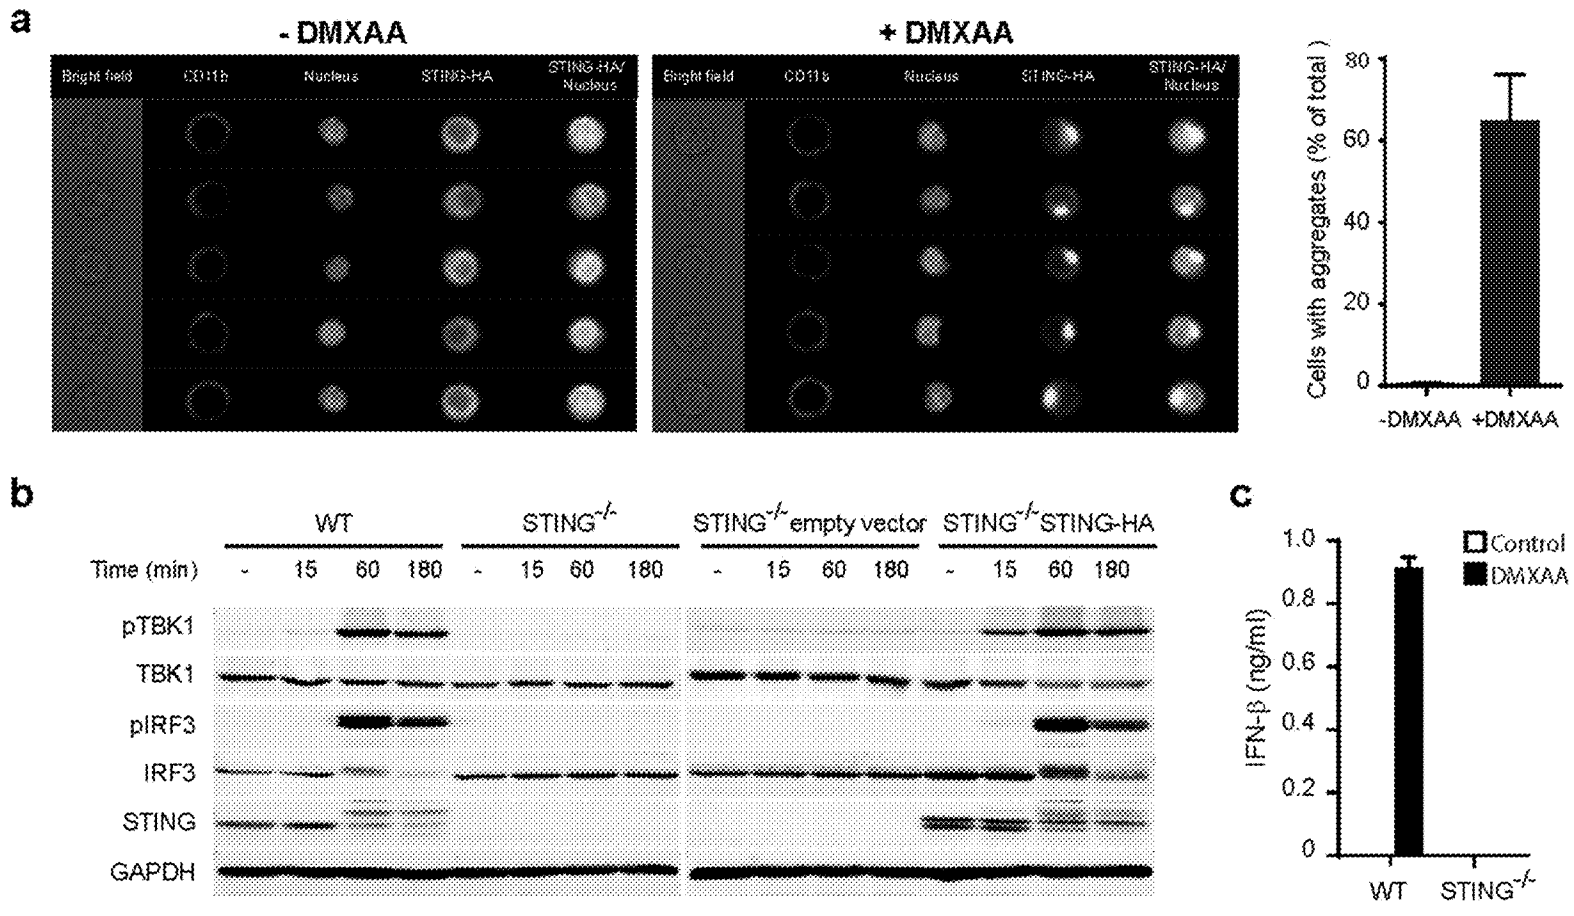 a
- DMXAA
Bright field CD11b Nucleus STING-HA STING-HA/
Nucleus
+ DMXAA
Bright field CD11b Nucleus STING-HA STING-HA/
Nucleus
Cells with aggregates (% of total )
80
60
40
20
0
-DMXAA +DMXAA
b
WT STING-/- STING-/- empty vector STING-/- STING-HA
Time (min) - 15 60 180 - 15 60 180 - 15 60 180 - 15 60 180
pTBK1
TBK1
pIRF3
IRF3
STING
GAPDH
c
IFN-β (ng/ml)
1.0
0.8
0.6
0.4
0.2
0
Control
DMXAA
WT STING-/-